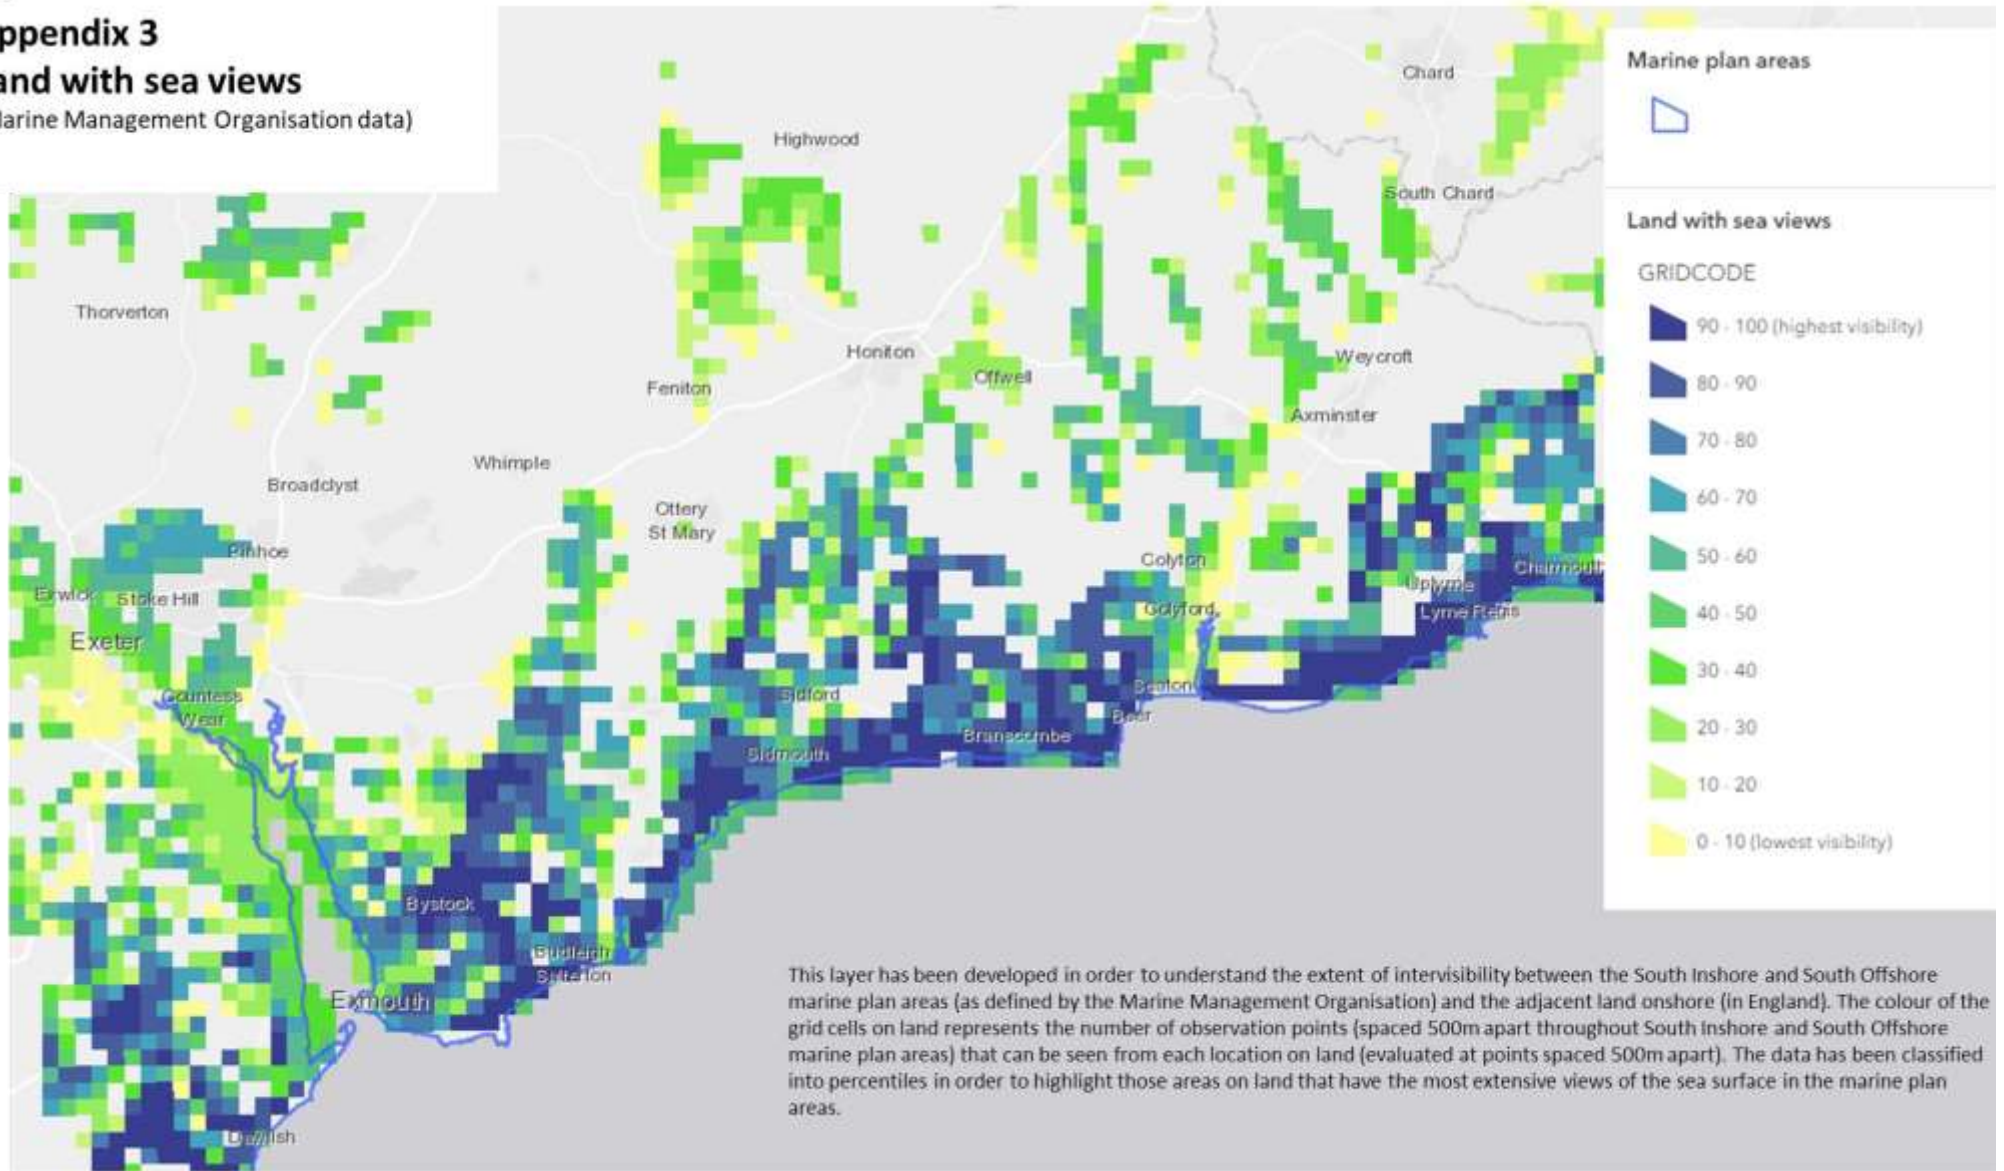 ppendix 3
and with sea views
arine Management Organisation data)
Chard
Highwood
South Chard
Thorverton
Honiton
Weycroft
Offwell
Feniton
Axminster
Whimple
Broadclyst
Ottery
St Mary
Pinhoe
Colyton
Charmouth
Uplyme
Exwick
Stoke Hill
Colyford
Lyme Regis
Exeter
Seaton
Countess
Wear
Sidford
Beer
Branscombe
Sidmouth
Bystock
Budleigh
Salterton
Exmouth
Dawlish
Marine plan areas
Land with sea views
GRIDCODE
90 - 100 (highest visibility)
80 - 90
70 - 80
60 - 70
50 - 60
40 - 50
30 - 40
20 - 30
10 - 20
0 - 10 (lowest visibility)
This layer has been developed in order to understand the extent of intervisibility between the South Inshore and South Offshore
marine plan areas (as defined by the Marine Management Organisation) and the adjacent land onshore (in England). The colour of the
grid cells on land represents the number of observation points (spaced 500m apart throughout South Inshore and South Offshore
marine plan areas) that can be seen from each location on land (evaluated at points spaced 500m apart). The data has been classified
into percentiles in order to highlight those areas on land that have the most extensive views of the sea surface in the marine plan
areas.